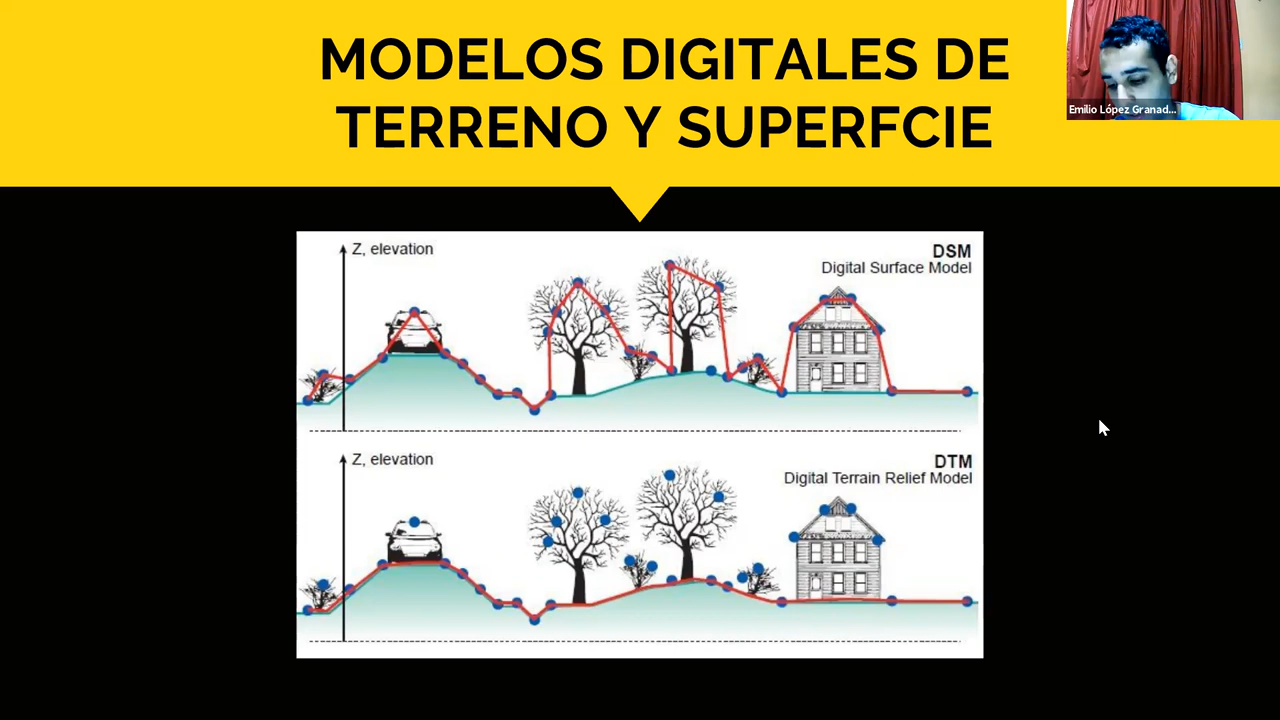 MODELOS DIGITALES DE
TERRENO Y SUPERFCIE
Emilio López Granad...
Z, elevation
DSM
Digital Surface Model
Z, elevation
DTM
Digital Terrain Relief Model